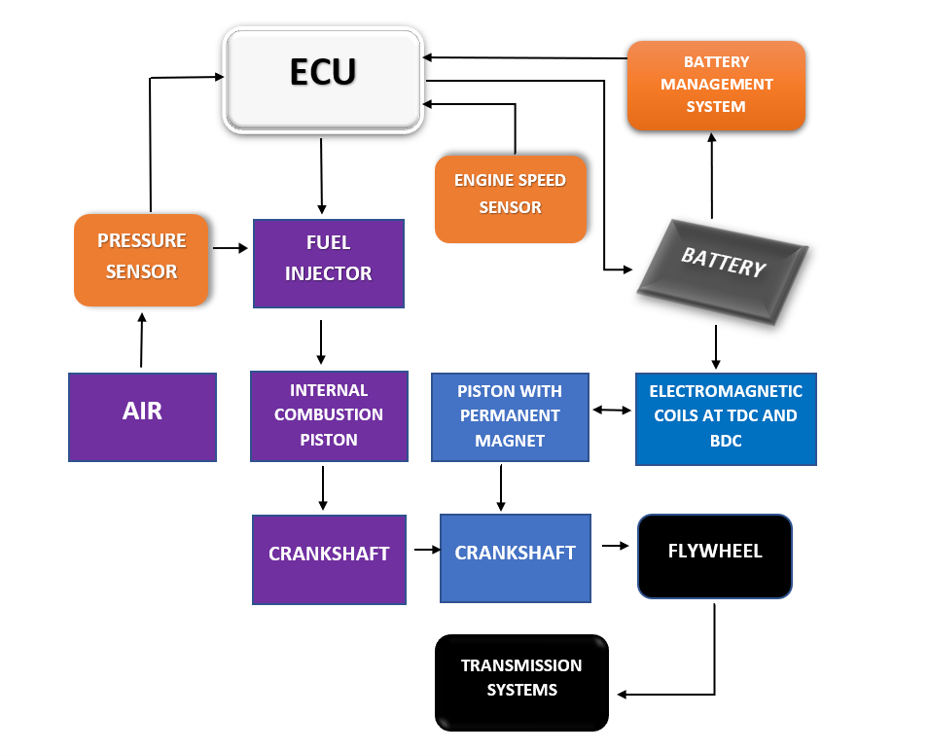 ECU
BATTERY
MANAGEMENT
SYSTEM
ENGINE SPEED
SENSOR
PRESSURE
SENSOR
FUEL
INJECTOR
BATTERY
AIR
INTERNAL
COMBUSTION
PISTON
PISTON WITH
PERMANENT
MAGNET
ELECTROMAGNETIC
COILS AT TDC AND
BDC
CRANKSHAFT
CRANKSHAFT
FLYWHEEL
TRANSMISSION
SYSTEMS